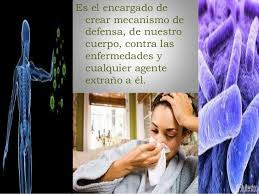 Es el encargado de
crear mecanismo de
defensa, de nuestro
cuerpo, contra las
enfermedades y
cualquier agente
extraño a él.